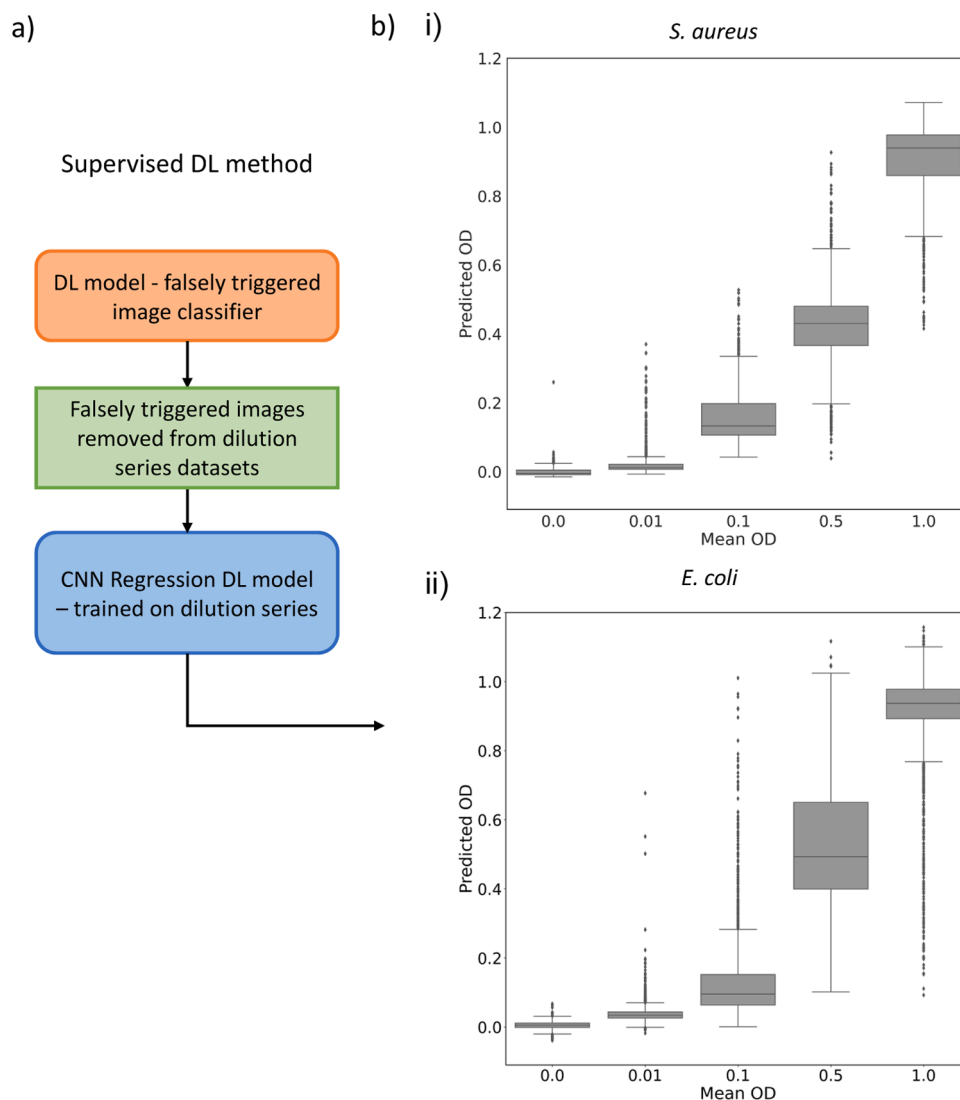 a)
Supervised DL method
DL model - falsely triggered
image classifier
Falsely triggered images
removed from dilution
series datasets
CNN Regression DL model
– trained on dilution series
b)
i)
S. aureus
Predicted OD
1.2
1.0
0.8
0.6
0.4
0.2
0.0
0.0 0.01 0.1 0.5 1.0
Mean OD
ii)
E. coli
Predicted OD
1.2
1.0
0.8
0.6
0.4
0.2
0.0
0.0 0.01 0.1 0.5 1.0
Mean OD